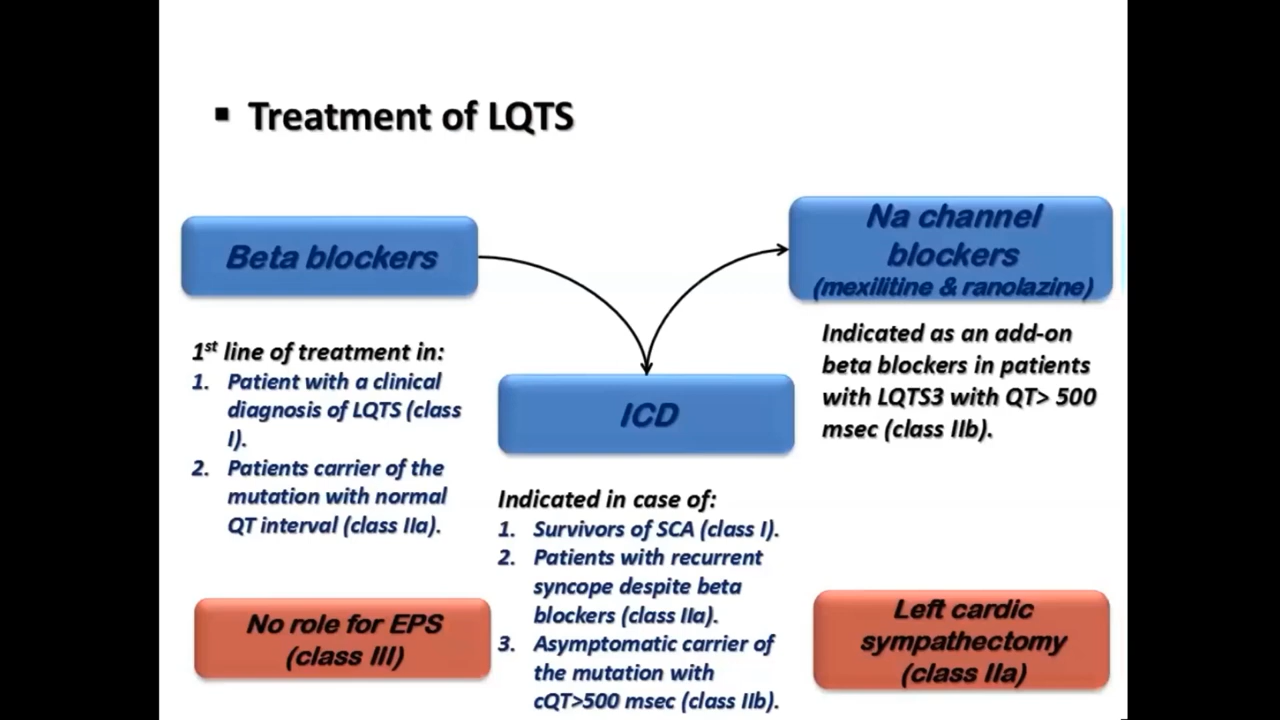 ▪ Treatment of LQTS
Beta blockers
1st line of treatment in:
1. Patient with a clinical
diagnosis of LQTS (class
I).
2. Patients carrier of the
mutation with normal
QT interval (class IIa).
No role for EPS
(class III)
ICD
Indicated in case of:
1. Survivors of SCA (class I).
2. Patients with recurrent
syncope despite beta
blockers (class IIa).
3. Asymptomatic carrier of
the mutation with
cQT>500 msec (class IIb).
Na channel
blockers
(mexilitine & ranolazine)
Indicated as an add-on
beta blockers in patients
with LQTS3 with QT> 500
msec (class IIb).
Left cardic
sympathectomy
(class IIa)